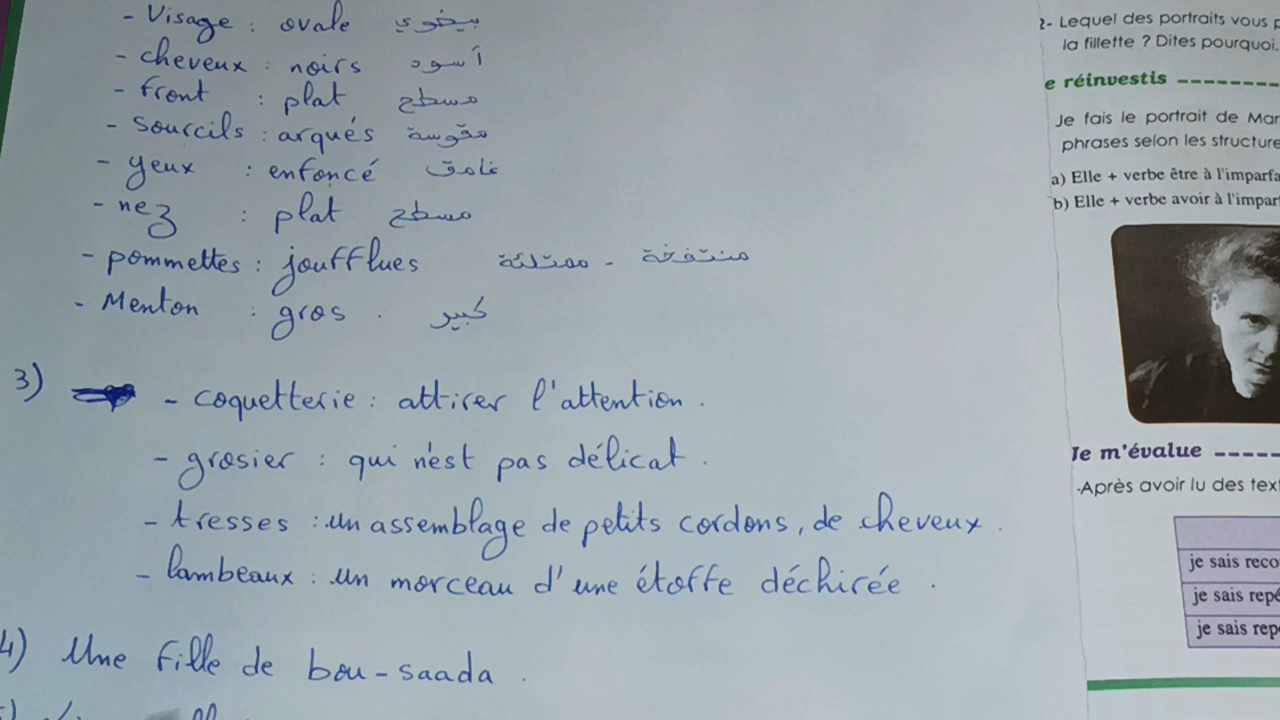 - Visage : ovale بيضوي
- cheveux : noirs أسود
- front : plat مسطح
- sourcils : arqués مقوسة
- yeux : enfoncé غامق
- nez : plat مسطح
- pommettes : joufflues ممتلئة - منتفخة
- Menton : gros . كبير
3) - coquetterie : attirer l'attention .
- grosier : qui n'est pas délicat .
- tresses : un assemblage de petits cordons, de cheveux .
- lambeaux : un morceau d'une étoffe déchirée .
4) Une fille de bou-saada .
2- Lequel des portraits vous
la fillette ? Dites pourquoi.
e réinvestis
Je fais le portrait de Mar
phrases selon les structure
a) Elle + verbe être à l'imparfa
b) Elle + verbe avoir à l'impar
Je m'évalue
.Après avoir lu des tex
je sais reco
je sais repé
je sais rep